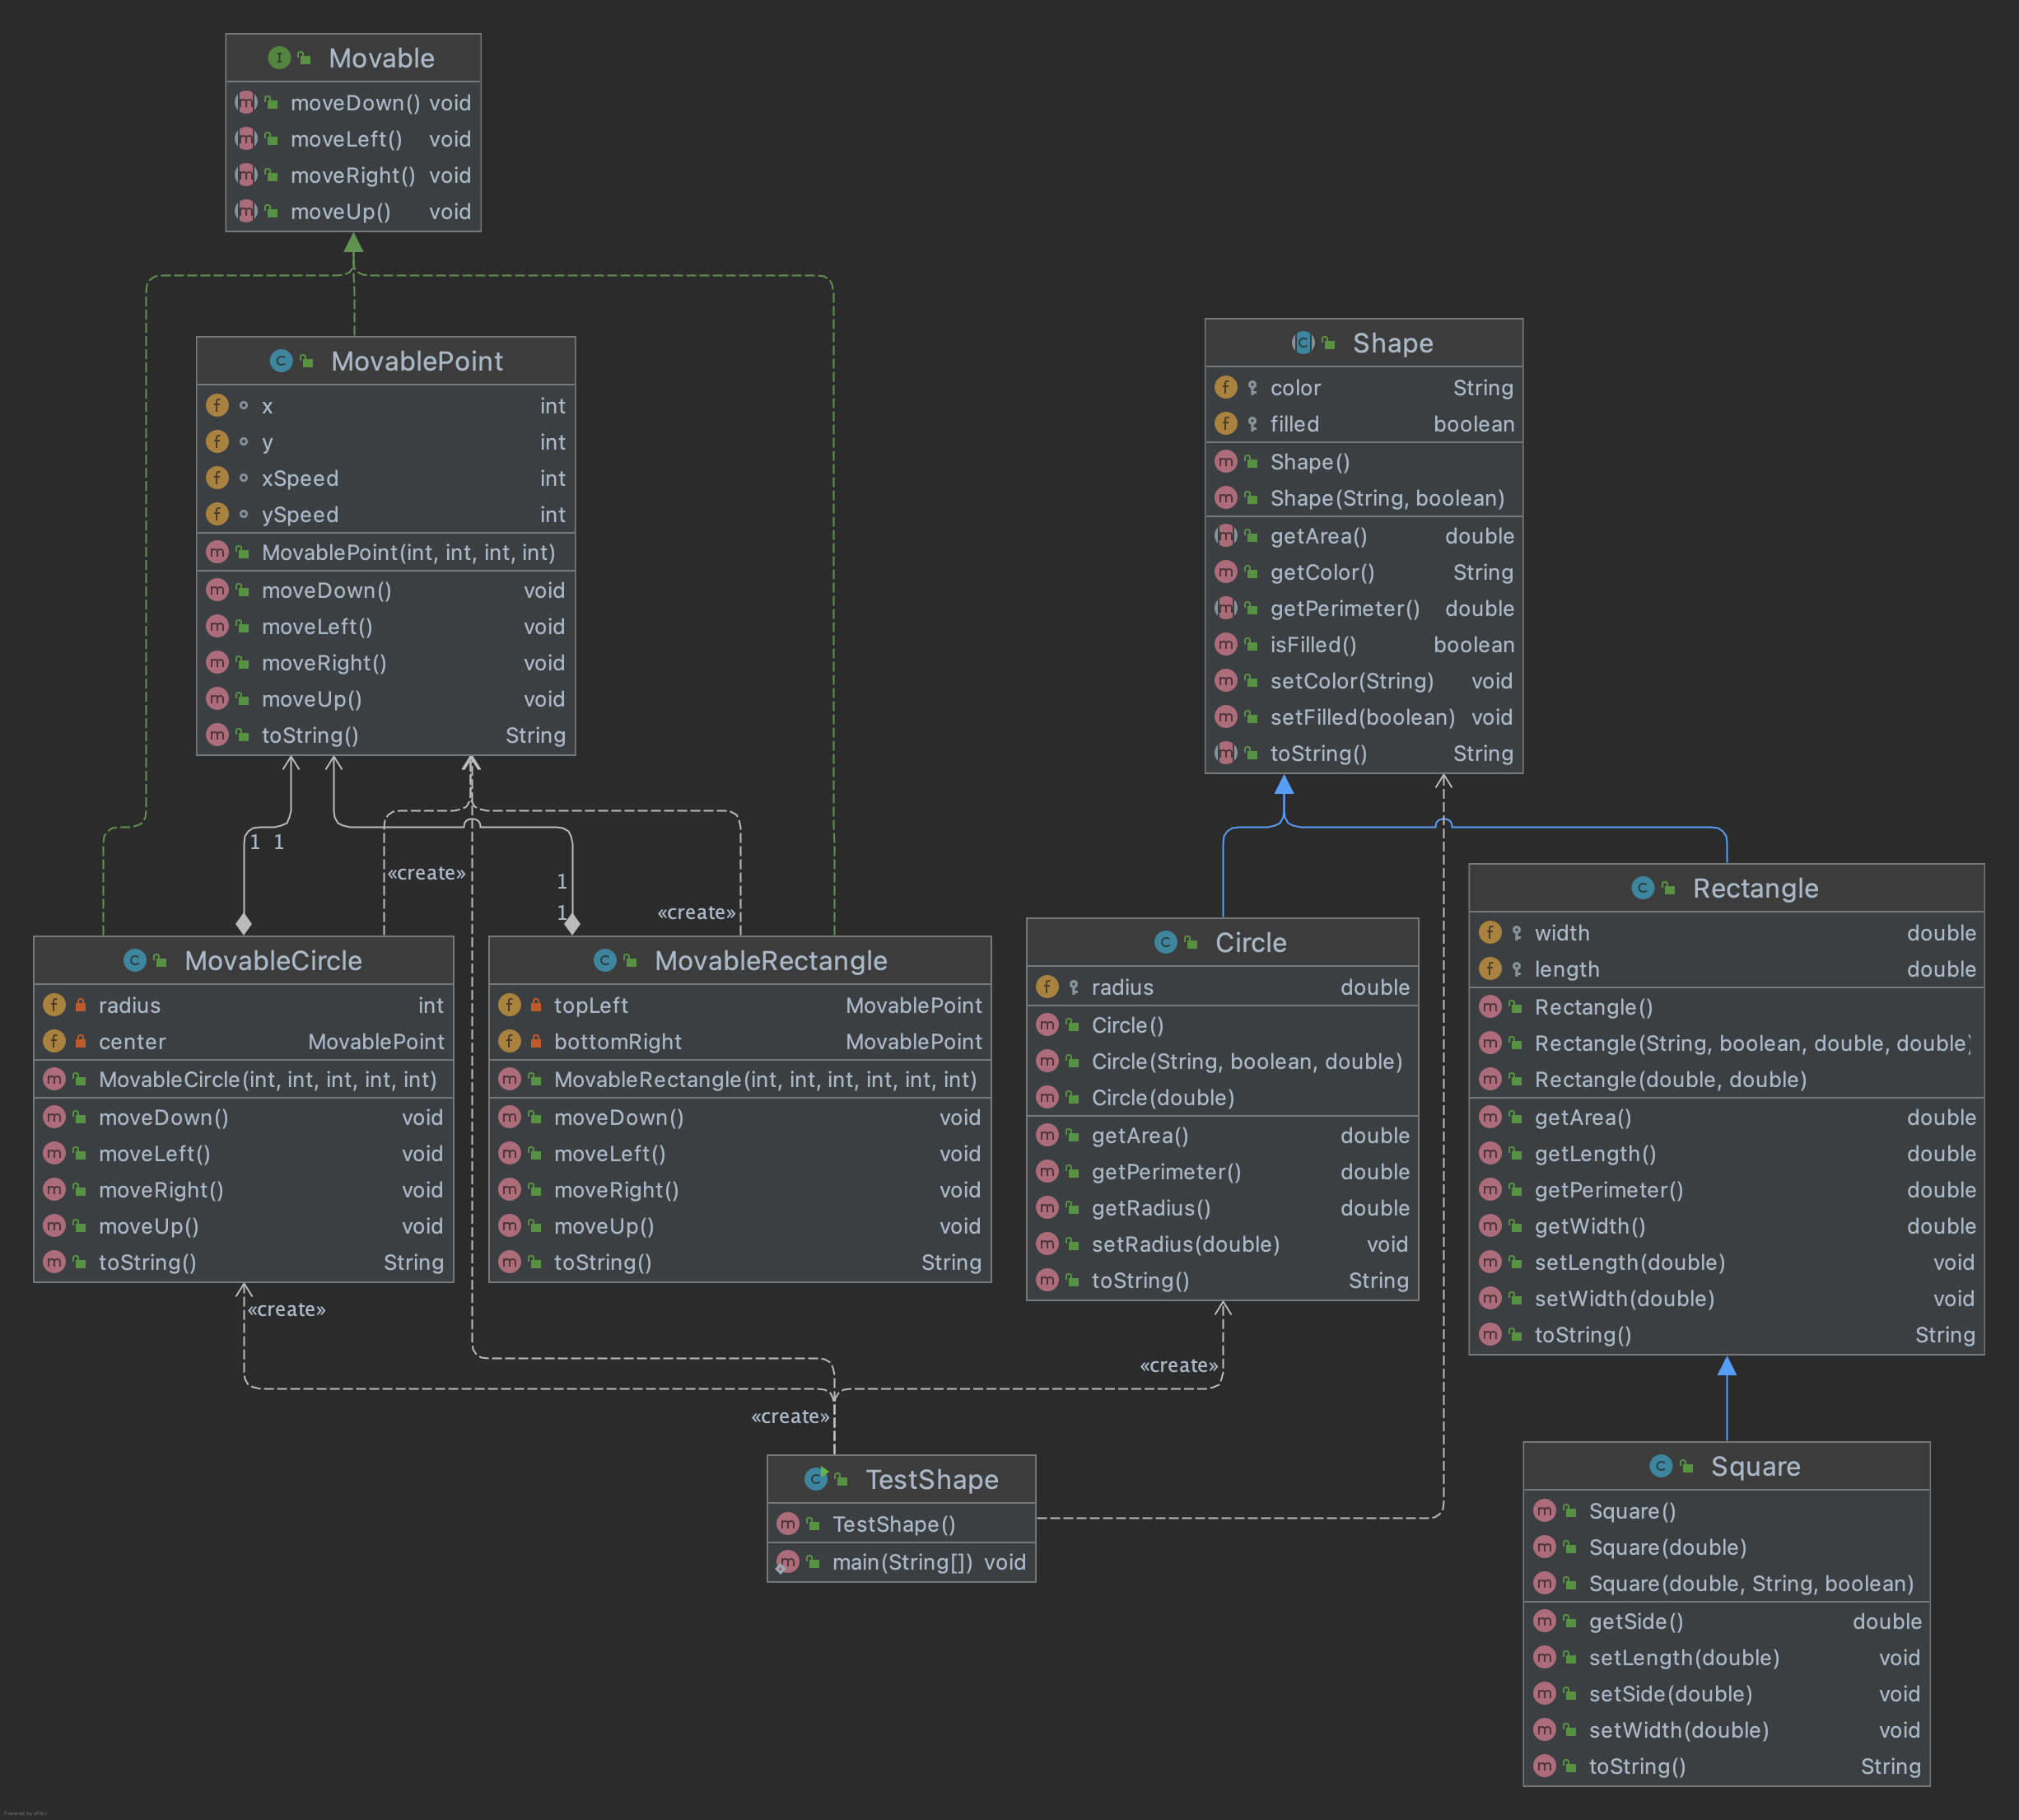 Movable
moveDown() void
moveLeft() void
moveRight() void
moveUp() void
MovablePoint
x int
y int
xSpeed int
ySpeed int
MovablePoint(int, int, int, int)
moveDown() void
moveLeft() void
moveRight() void
moveUp() void
toString() String
Shape
color String
filled boolean
Shape()
Shape(String, boolean)
getArea() double
getColor() String
getPerimeter() double
isFilled() boolean
setColor(String) void
setFilled(boolean) void
toString() String
1 1
«create»
1
1
«create»
MovableCircle
radius int
center MovablePoint
MovableCircle(int, int, int, int, int)
moveDown() void
moveLeft() void
moveRight() void
moveUp() void
toString() String
MovableRectangle
topLeft MovablePoint
bottomRight MovablePoint
MovableRectangle(int, int, int, int, int, int)
moveDown() void
moveLeft() void
moveRight() void
moveUp() void
toString() String
Circle
radius double
Circle()
Circle(String, boolean, double)
Circle(double)
getArea() double
getPerimeter() double
getRadius() double
setRadius(double) void
toString() String
Rectangle
width double
length double
Rectangle()
Rectangle(String, boolean, double, double)
Rectangle(double, double)
getArea() double
getLength() double
getPerimeter() double
getWidth() double
setLength(double) void
setWidth(double) void
toString() String
«create»
«create»
«create»
TestShape
TestShape()
main(String[]) void
Square
Square()
Square(double)
Square(double, String, boolean)
getSide() double
setLength(double) void
setSide(double) void
setWidth(double) void
toString() String
Powered by yFiles